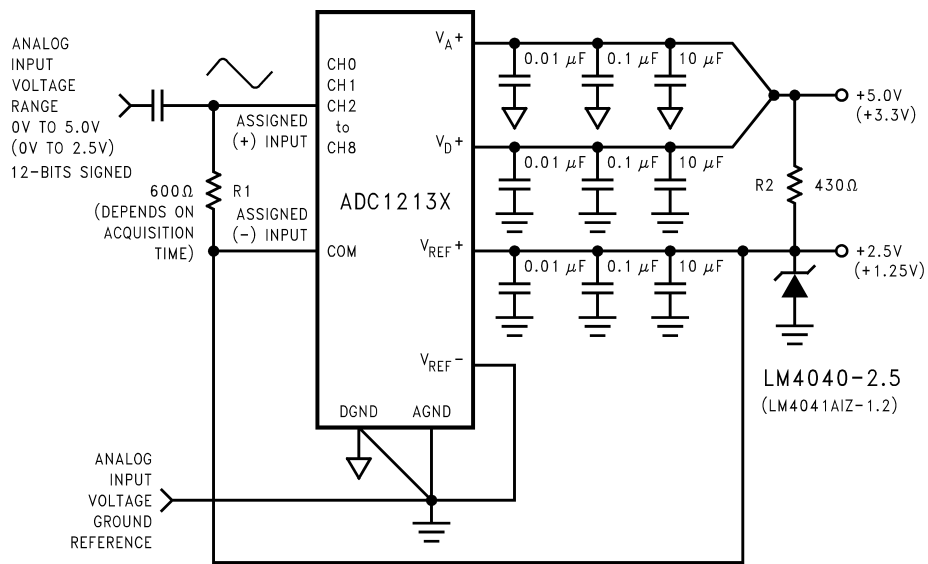 ANALOG
INPUT
VOLTAGE
RANGE
0V TO 5.0V
(0V TO 2.5V)
12-BITS SIGNED
CH0
CH1
CH2
to
CH8
ASSIGNED
(+) INPUT
600Ω
(DEPENDS ON
ACQUISITION
TIME)
R1
ASSIGNED
(−) INPUT
COM
ADC1213X
VA+
VD+
VREF+
VREF−
DGND
AGND
0.01 µF
0.1 µF
10 µF
0.01 µF
0.1 µF
10 µF
0.01 µF
0.1 µF
10 µF
+5.0V
(+3.3V)
R2
430Ω
+2.5V
(+1.25V)
LM4040-2.5
(LM4041AIZ-1.2)
ANALOG
INPUT
VOLTAGE
GROUND
REFERENCE